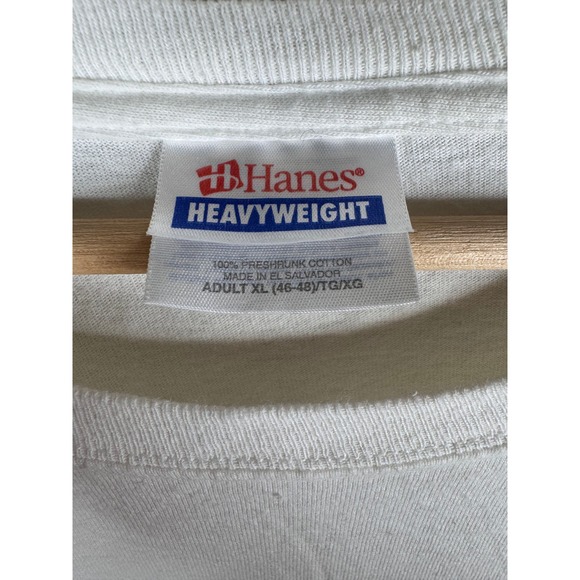 Hanes®
HEAVYWEIGHT
100% PRESHRUNK COTTON
MADE IN EL SALVADOR
ADULT XL (46-48)/TG/XG